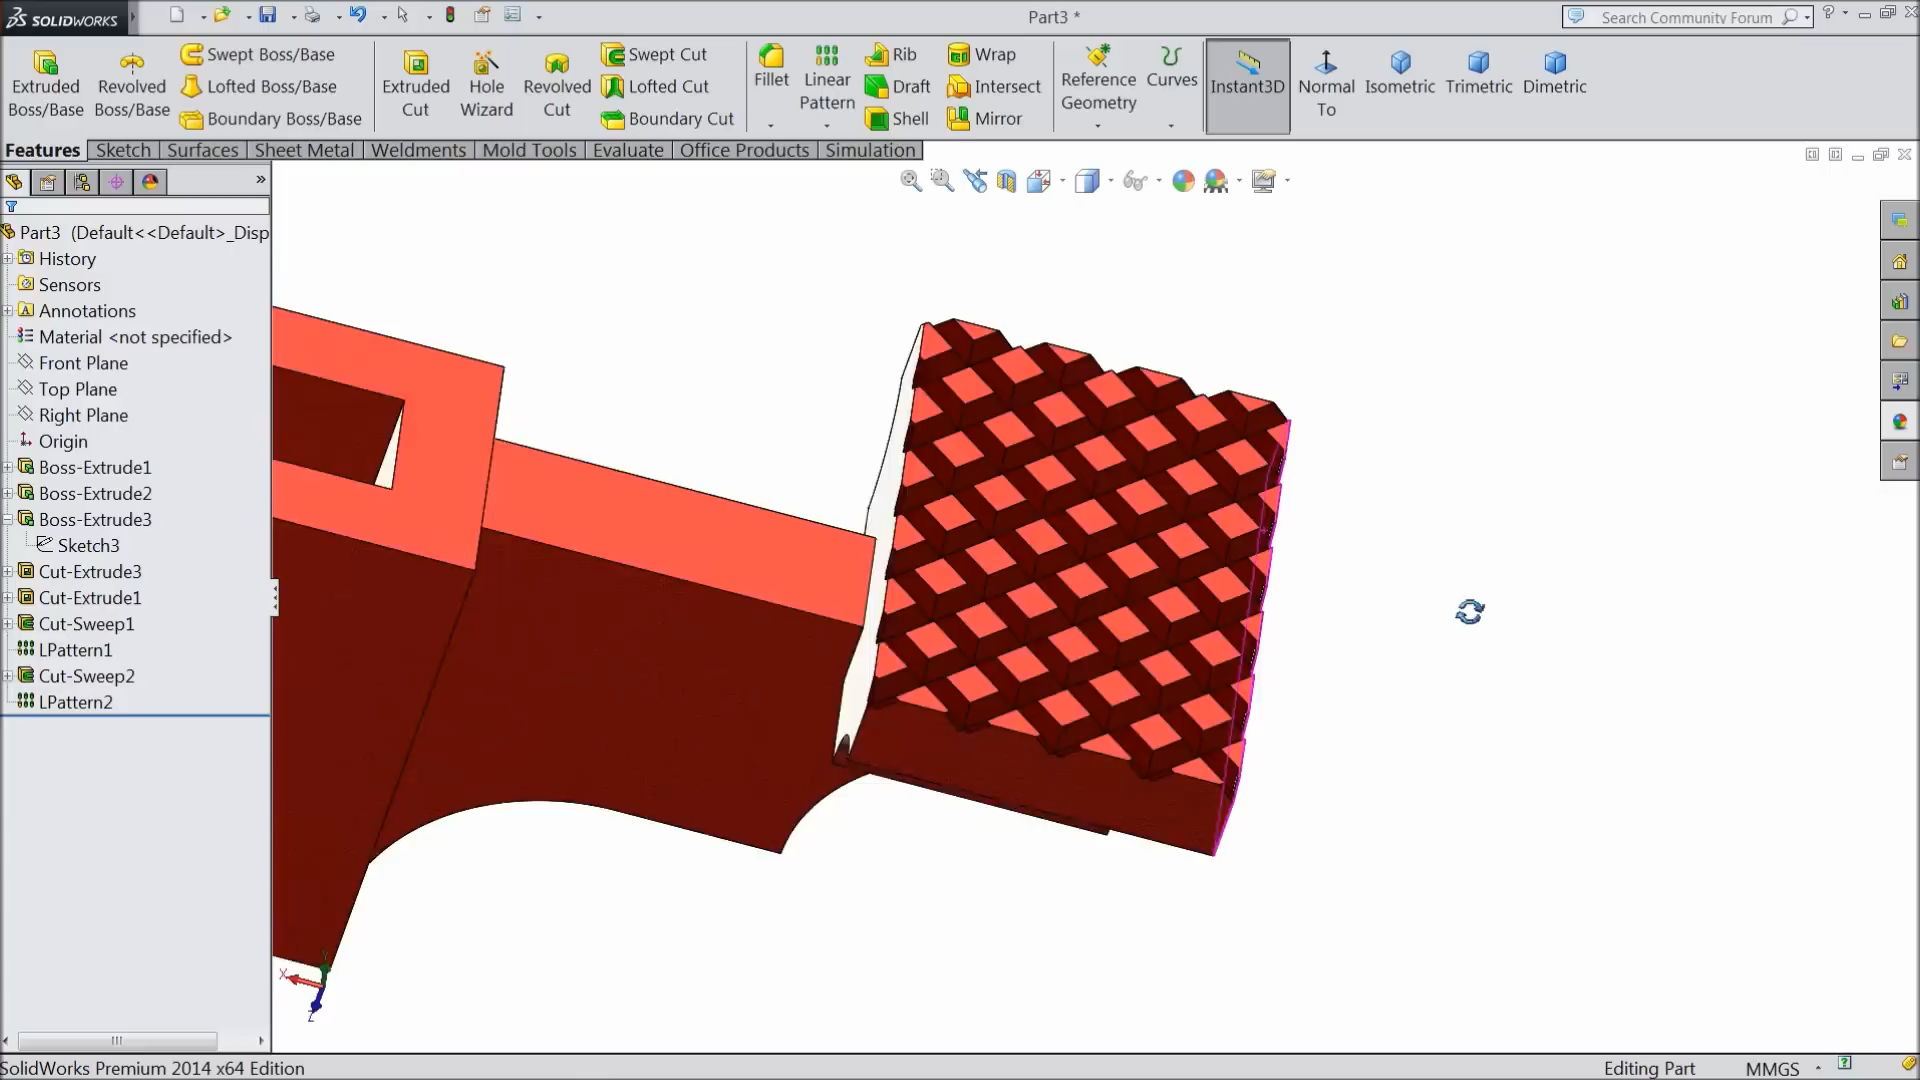 SOLIDWORKS
Part3 *
Search Community Forum
Extruded Boss/Base
Revolved Boss/Base
Swept Boss/Base
Lofted Boss/Base
Boundary Boss/Base
Extruded Cut
Hole Wizard
Revolved Cut
Swept Cut
Lofted Cut
Boundary Cut
Fillet
Linear Pattern
Rib
Draft
Shell
Wrap
Intersect
Mirror
Reference Geometry
Curves
Instant3D
Normal To
Isometric
Trimetric
Dimetric
Features
Sketch
Surfaces
Sheet Metal
Weldments
Mold Tools
Evaluate
Office Products
Simulation
Part3 (Default<<Default>_Disp
History
Sensors
Annotations
Material <not specified>
Front Plane
Top Plane
Right Plane
Origin
Boss-Extrude1
Boss-Extrude2
Boss-Extrude3
Sketch3
Cut-Extrude3
Cut-Extrude1
Cut-Sweep1
LPattern1
Cut-Sweep2
LPattern2
Y
X
Z
SolidWorks Premium 2014 x64 Edition
Editing Part
MMGS